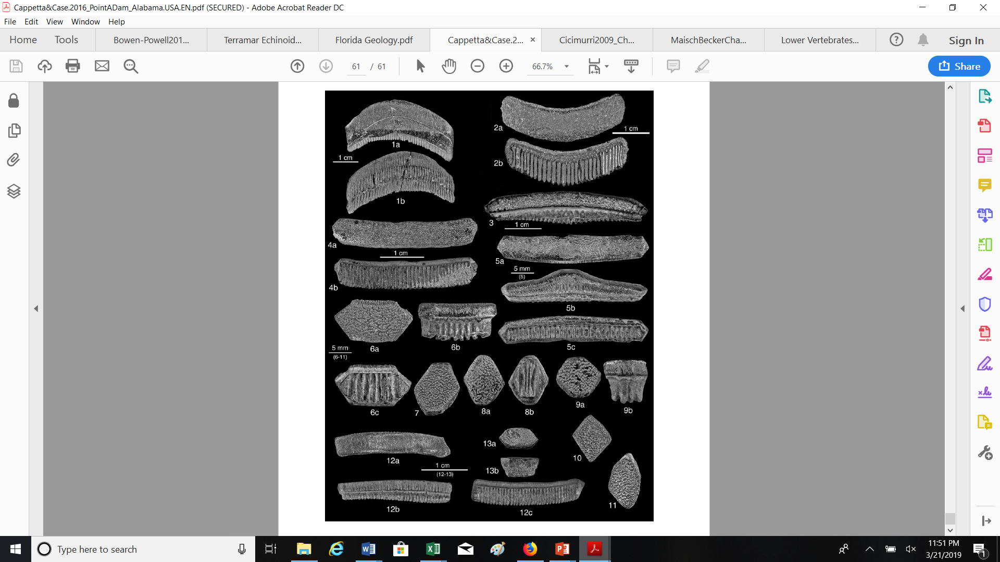 Cappetta&Case.2016_PointADam_Alabama.USA.EN.pdf (SECURED) - Adobe Acrobat Reader DC
File Edit View Window Help
Home Tools Bowen-Powell201... Terramar Echinoid... Florida Geology.pdf Cappetta&Case.2... × Cicimurri2009_Ch... MaischBeckerCha... Lower Vertebrates... Sign In
61 / 61 66.7% Share
2a
1 cm
1a
1 cm
2b
1b
3
1 cm
4a
1 cm
5a
5 mm
(5)
4b
5b
6a
6b
5c
5 mm
(6-11)
6c
7
8a
8b
9a
9b
13a
10
12a
1 cm
(12-13)
13b
11
12b
12c
Type here to search
11:51 PM
3/21/2019
1